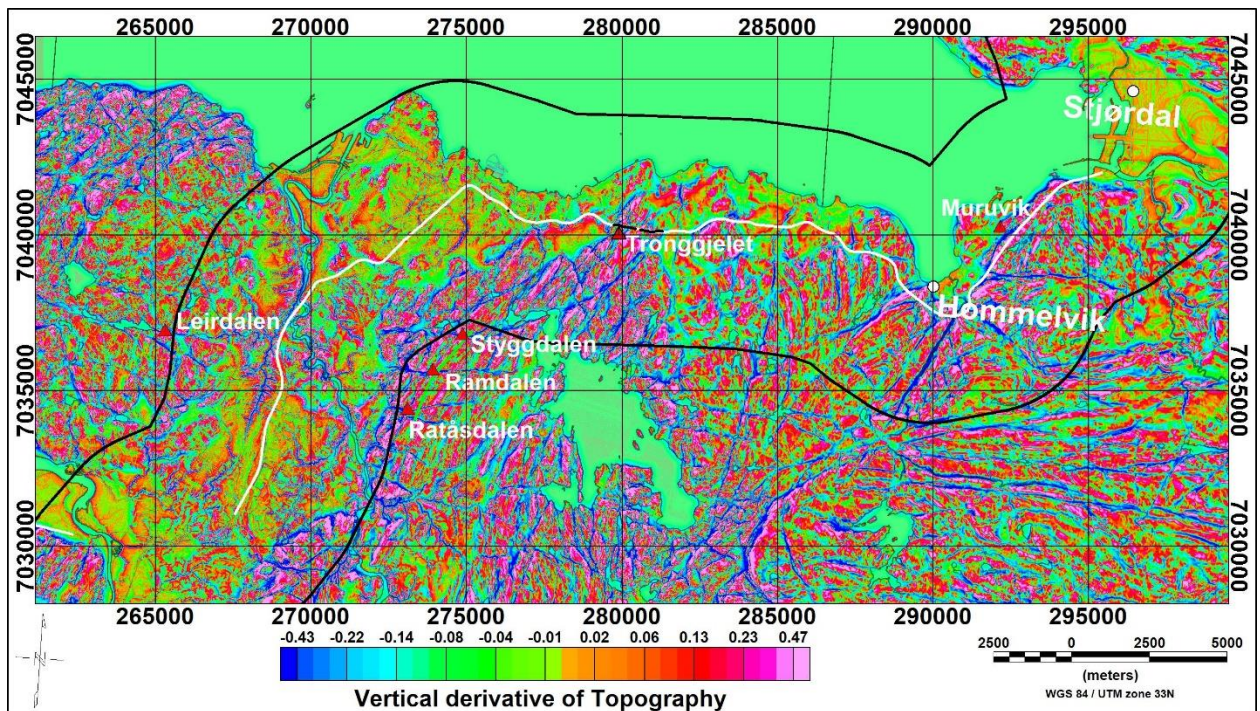 265000 270000 275000 280000 285000 290000 295000
7045000 7045000
Stjørdal
Muruvik
7040000 7040000
Tronggjelet
Hommelvik
Leirdalen
Styggdalen
Ramdalen
7035000 7035000
Ratåsdalen
7030000 7030000
265000 270000 275000 280000 285000 290000 295000
-0.43 -0.22 -0.14 -0.08 -0.04 -0.01 0.02 0.06 0.13 0.23 0.47
2500 0 2500 5000
(meters)
WGS 84 / UTM zone 33N
Vertical derivative of Topography